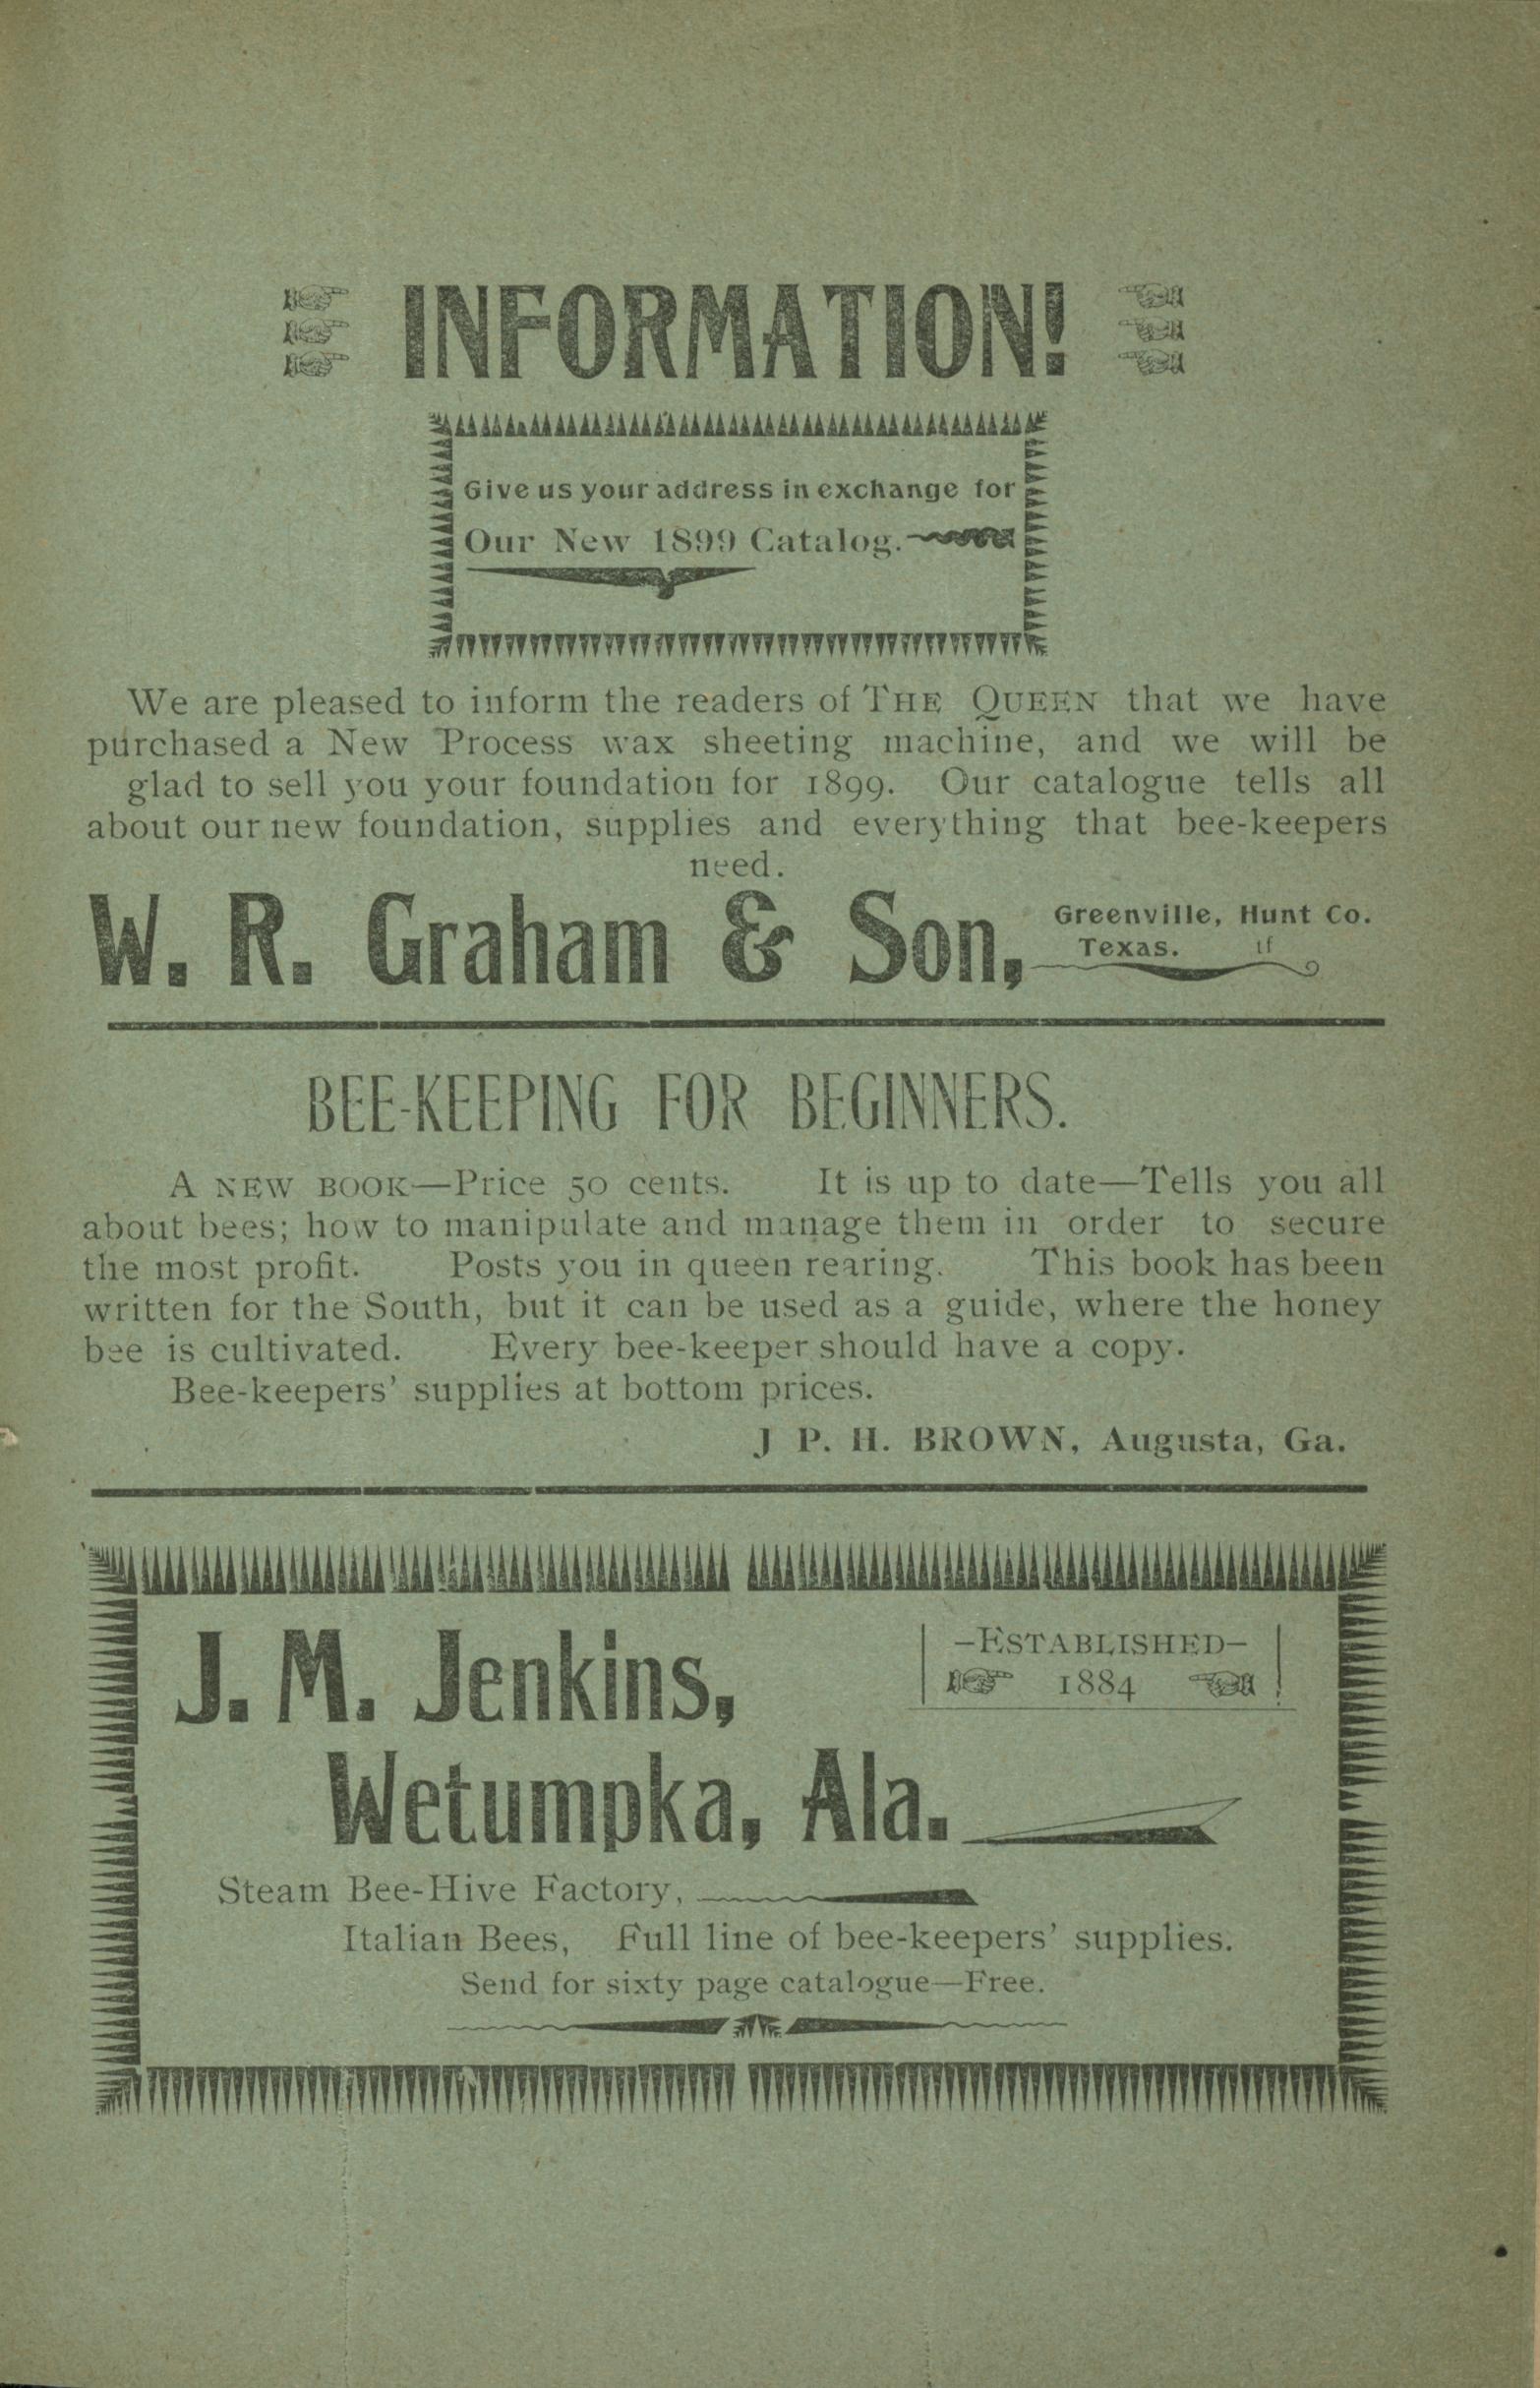 INFORMATION!
Give us your address in exchange for
Our New 1899 Catalog.
We are pleased to inform the readers of THE QUEEN that we have
purchased a New Process wax sheeting machine, and we will be
glad to sell you your foundation for 1899. Our catalogue tells all
about our new foundation, supplies and everything that bee-keepers
need.
W. R. Graham & Son,
Greenville, Hunt Co.
Texas. tf
BEE-KEEPING FOR BEGINNERS.
A NEW BOOK—Price 50 cents. It is up to date—Tells you all
about bees; how to manipulate and manage them in order to secure
the most profit. Posts you in queen rearing. This book has been
written for the South, but it can be used as a guide, where the honey
bee is cultivated. Every bee-keeper should have a copy.
Bee-keepers' supplies at bottom prices.
J P. H. BROWN, Augusta, Ga.
J. M. Jenkins,
–ESTABLISHED–
1884
Wetumpka, Ala.
Steam Bee-Hive Factory,
Italian Bees, Full line of bee-keepers' supplies.
Send for sixty page catalogue—Free.